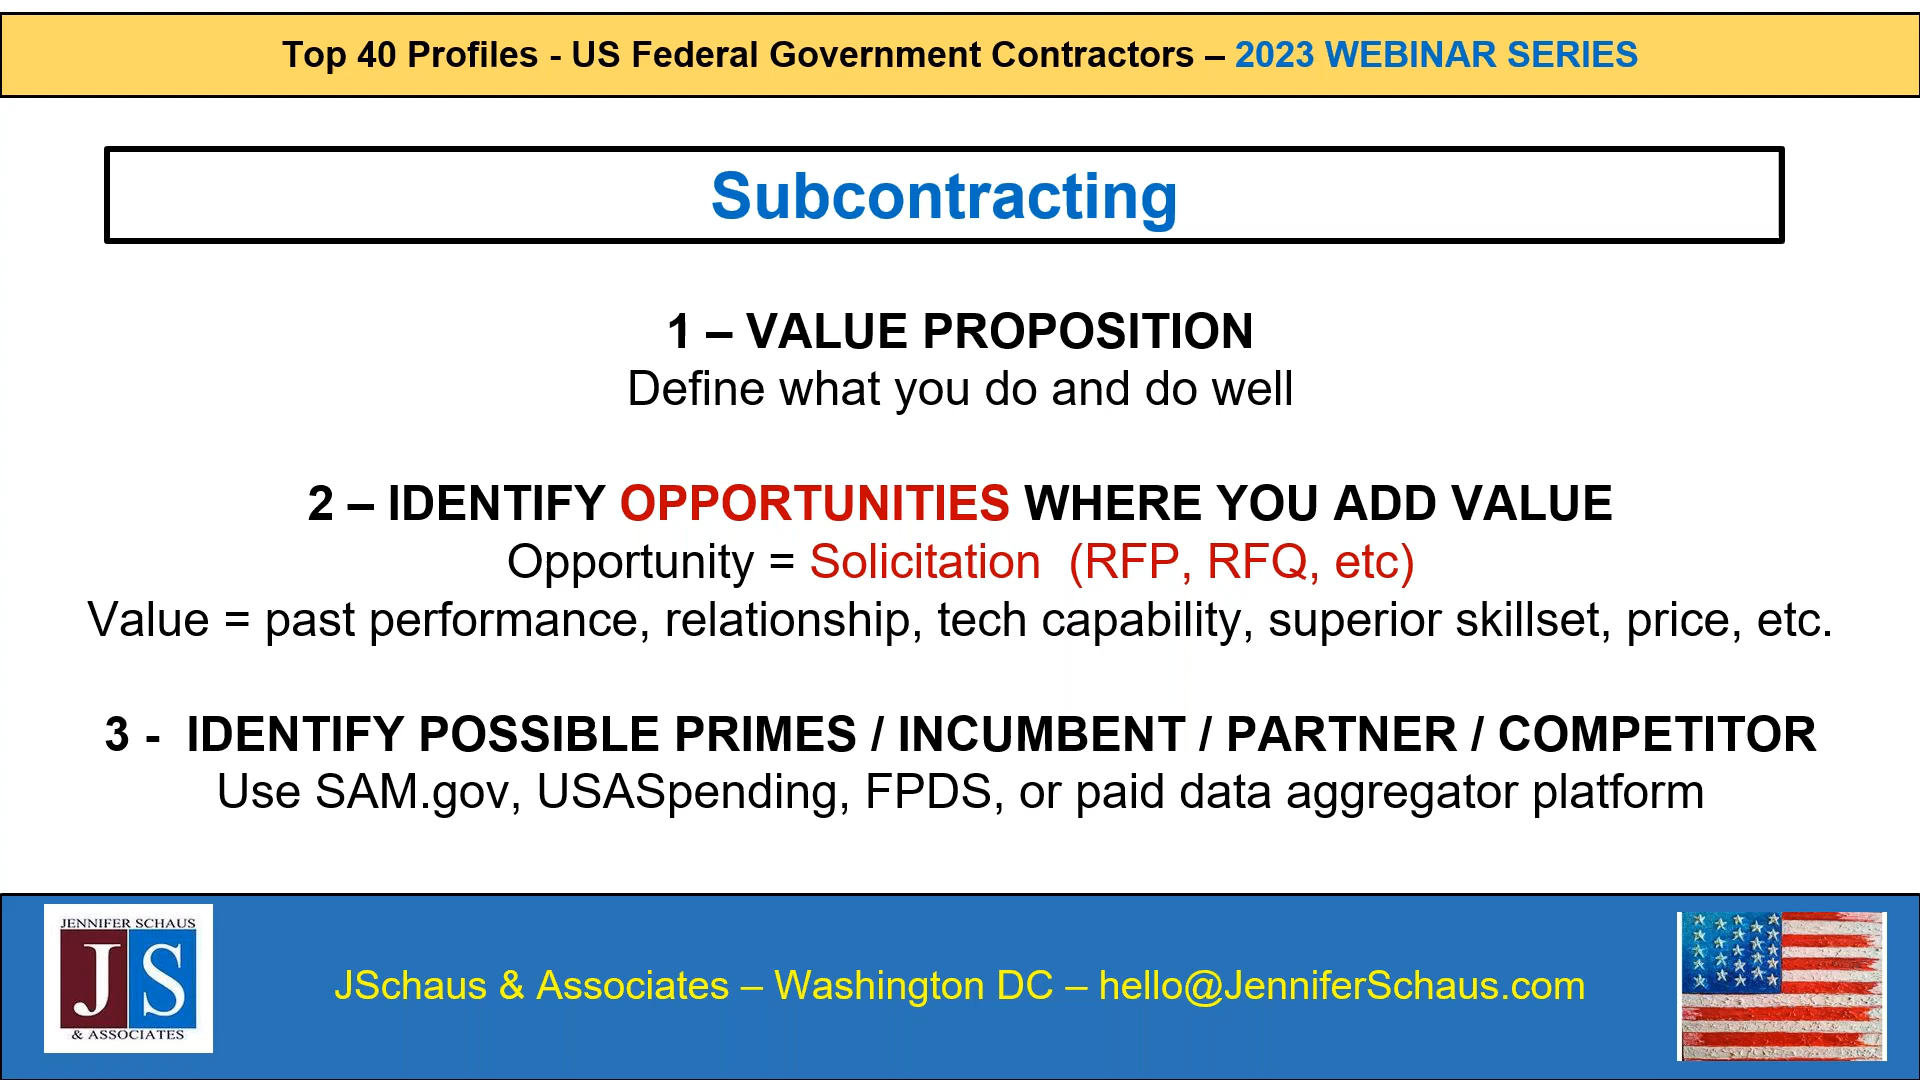 Top 40 Profiles - US Federal Government Contractors – 2023 WEBINAR SERIES
Subcontracting
1 – VALUE PROPOSITION
Define what you do and do well
2 – IDENTIFY OPPORTUNITIES WHERE YOU ADD VALUE
Opportunity = Solicitation  (RFP, RFQ, etc)
Value = past performance, relationship, tech capability, superior skillset, price, etc.
3 -  IDENTIFY POSSIBLE PRIMES / INCUMBENT / PARTNER / COMPETITOR
Use SAM.gov, USASpending, FPDS, or paid data aggregator platform
JENNIFER SCHAUS
JS
& ASSOCIATES
JSchaus & Associates – Washington DC – hello@JenniferSchaus.com